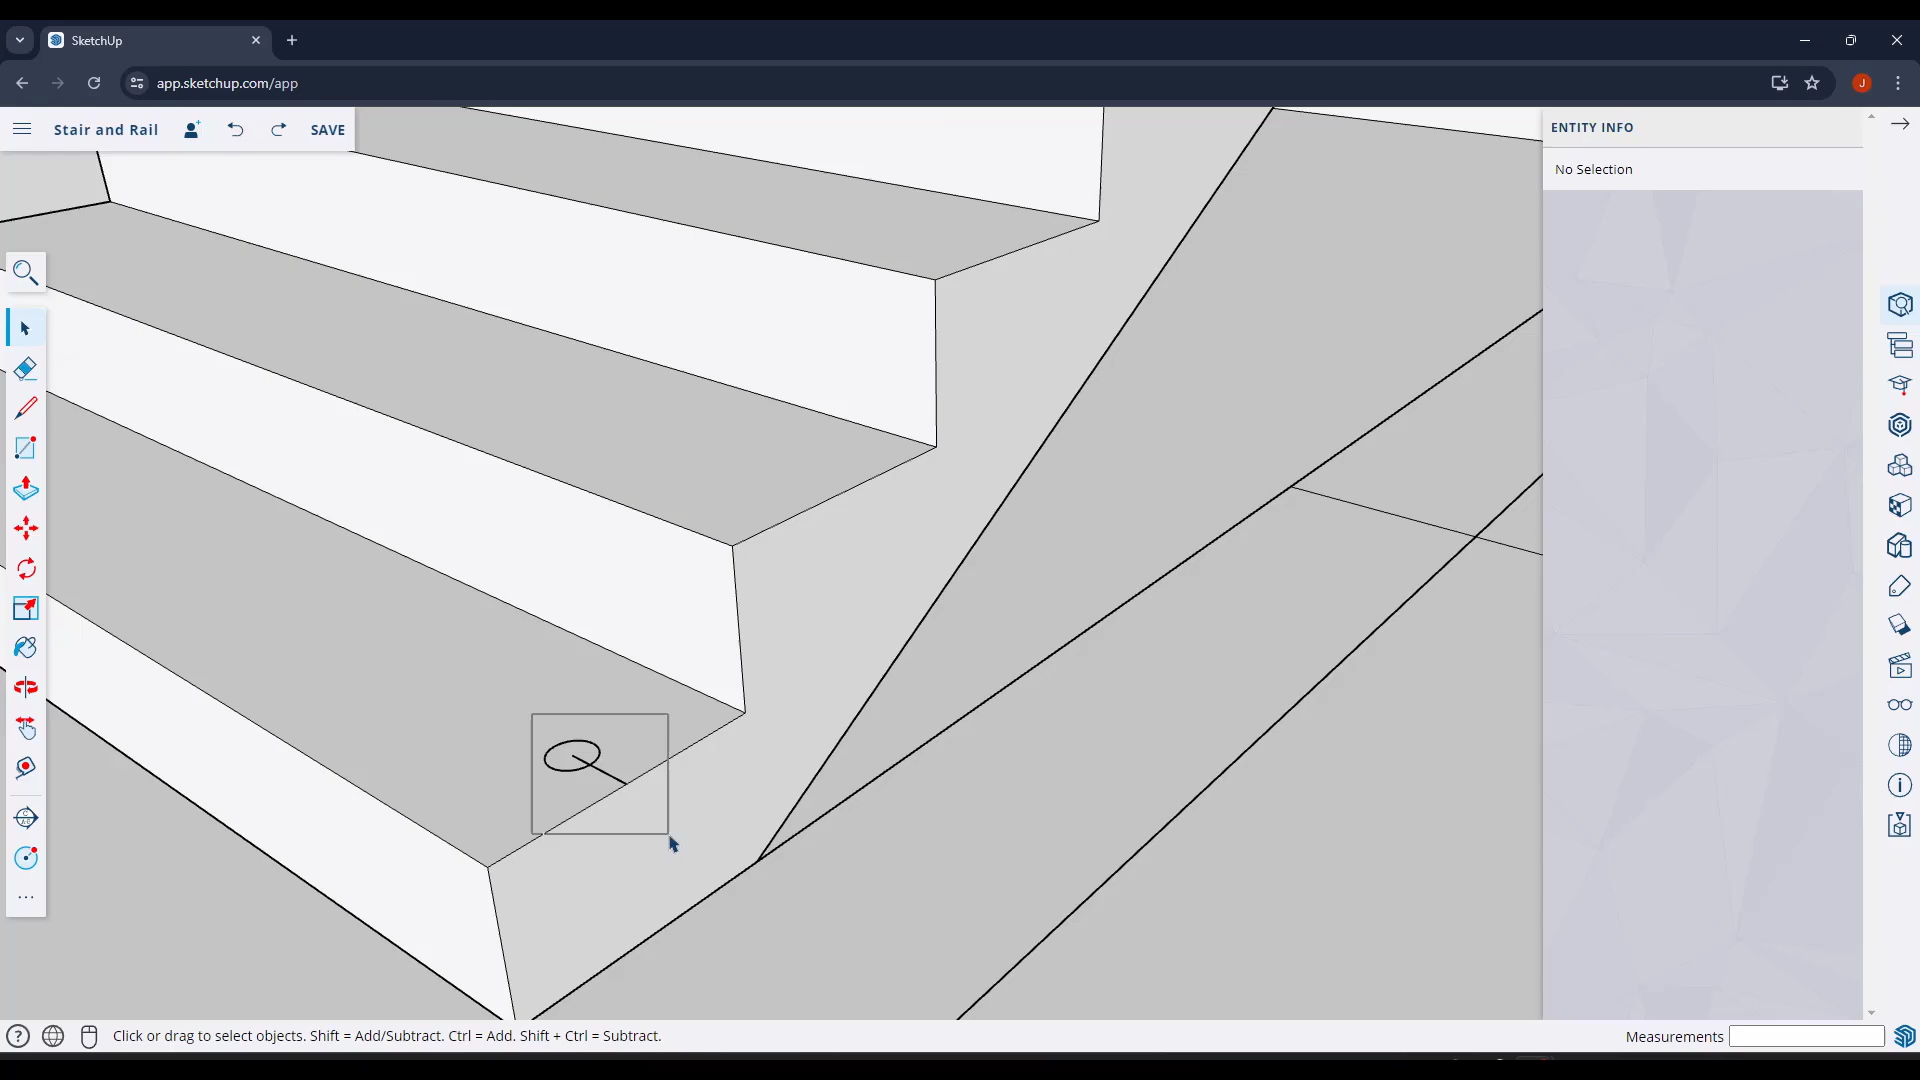 SketchUp
app.sketchup.com/app
J
Stair and Rail
SAVE
ENTITY INFO
No Selection
Click or drag to select objects. Shift = Add/Subtract. Ctrl = Add. Shift + Ctrl = Subtract.
Measurements